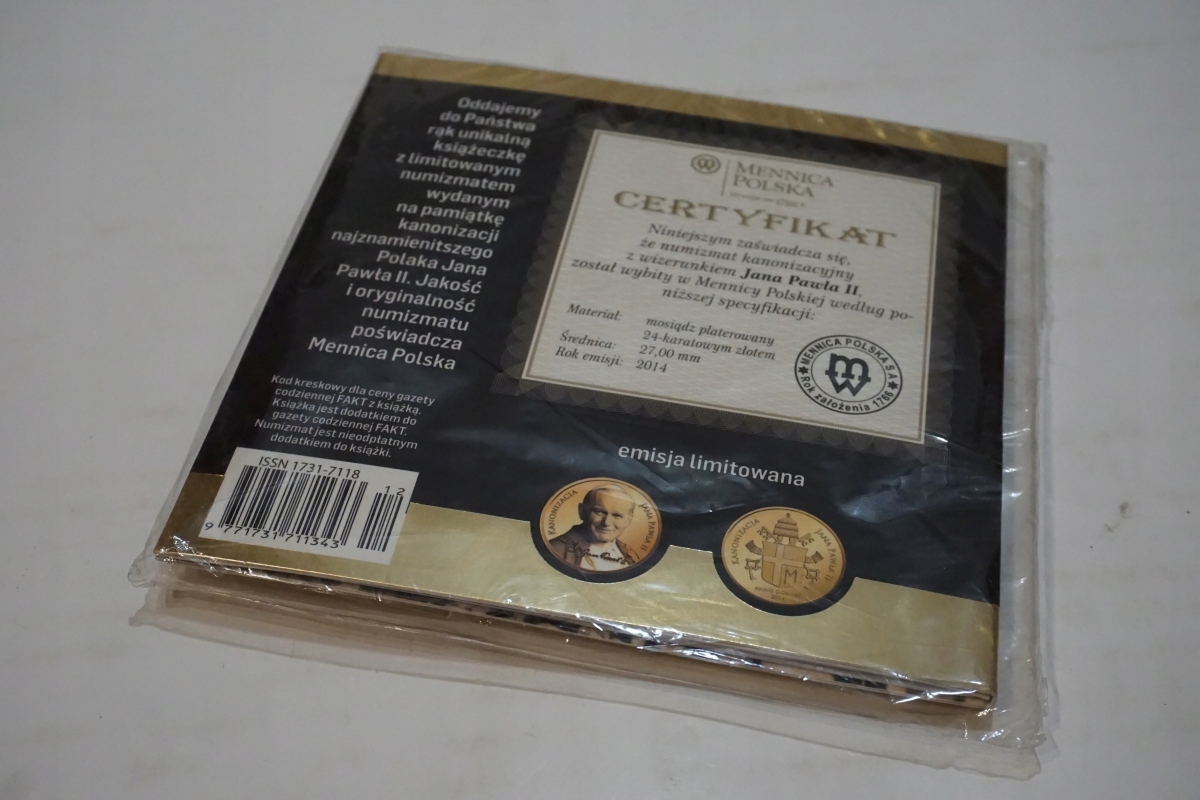 Oddajemy
do Państwa
rąk unikalną
książeczkę
z limitowanym
numizmatem
wydanym
na pamiątkę
kanonizacji
najznamienitszego
Polaka Jana
Pawła II. Jakość
i oryginalność
numizmatu
poświadcza
Mennica Polska
Kod kreskowy dla ceny gazety
codziennej FAKT z książką.
Książka jest dodatkiem do
gazety codziennej FAKT.
Numizmat jest nieodpłatnym
dodatkiem do książki.
ISSN 1731-7118
1 2
9 771731 711343
MENNICA
POLSKA
CERTYFIKAT
Niniejszym zaświadcza się,
że numizmat kanonizacyjny
z wizerunkiem Jana Pawła II,
został wybity w Mennicy Polskiej według po-
niższej specyfikacji:
Materiał: mosiądz platerowany
24-karatowym złotem
Średnica: 27,00 mm
Rok emisji: 2014
MENNICA POLSKA S A
Rok założenia 1766
emisja limitowana
KANONIZACJA JANA PAWŁA II
KANONIZACJA JANA PAWŁA II
M